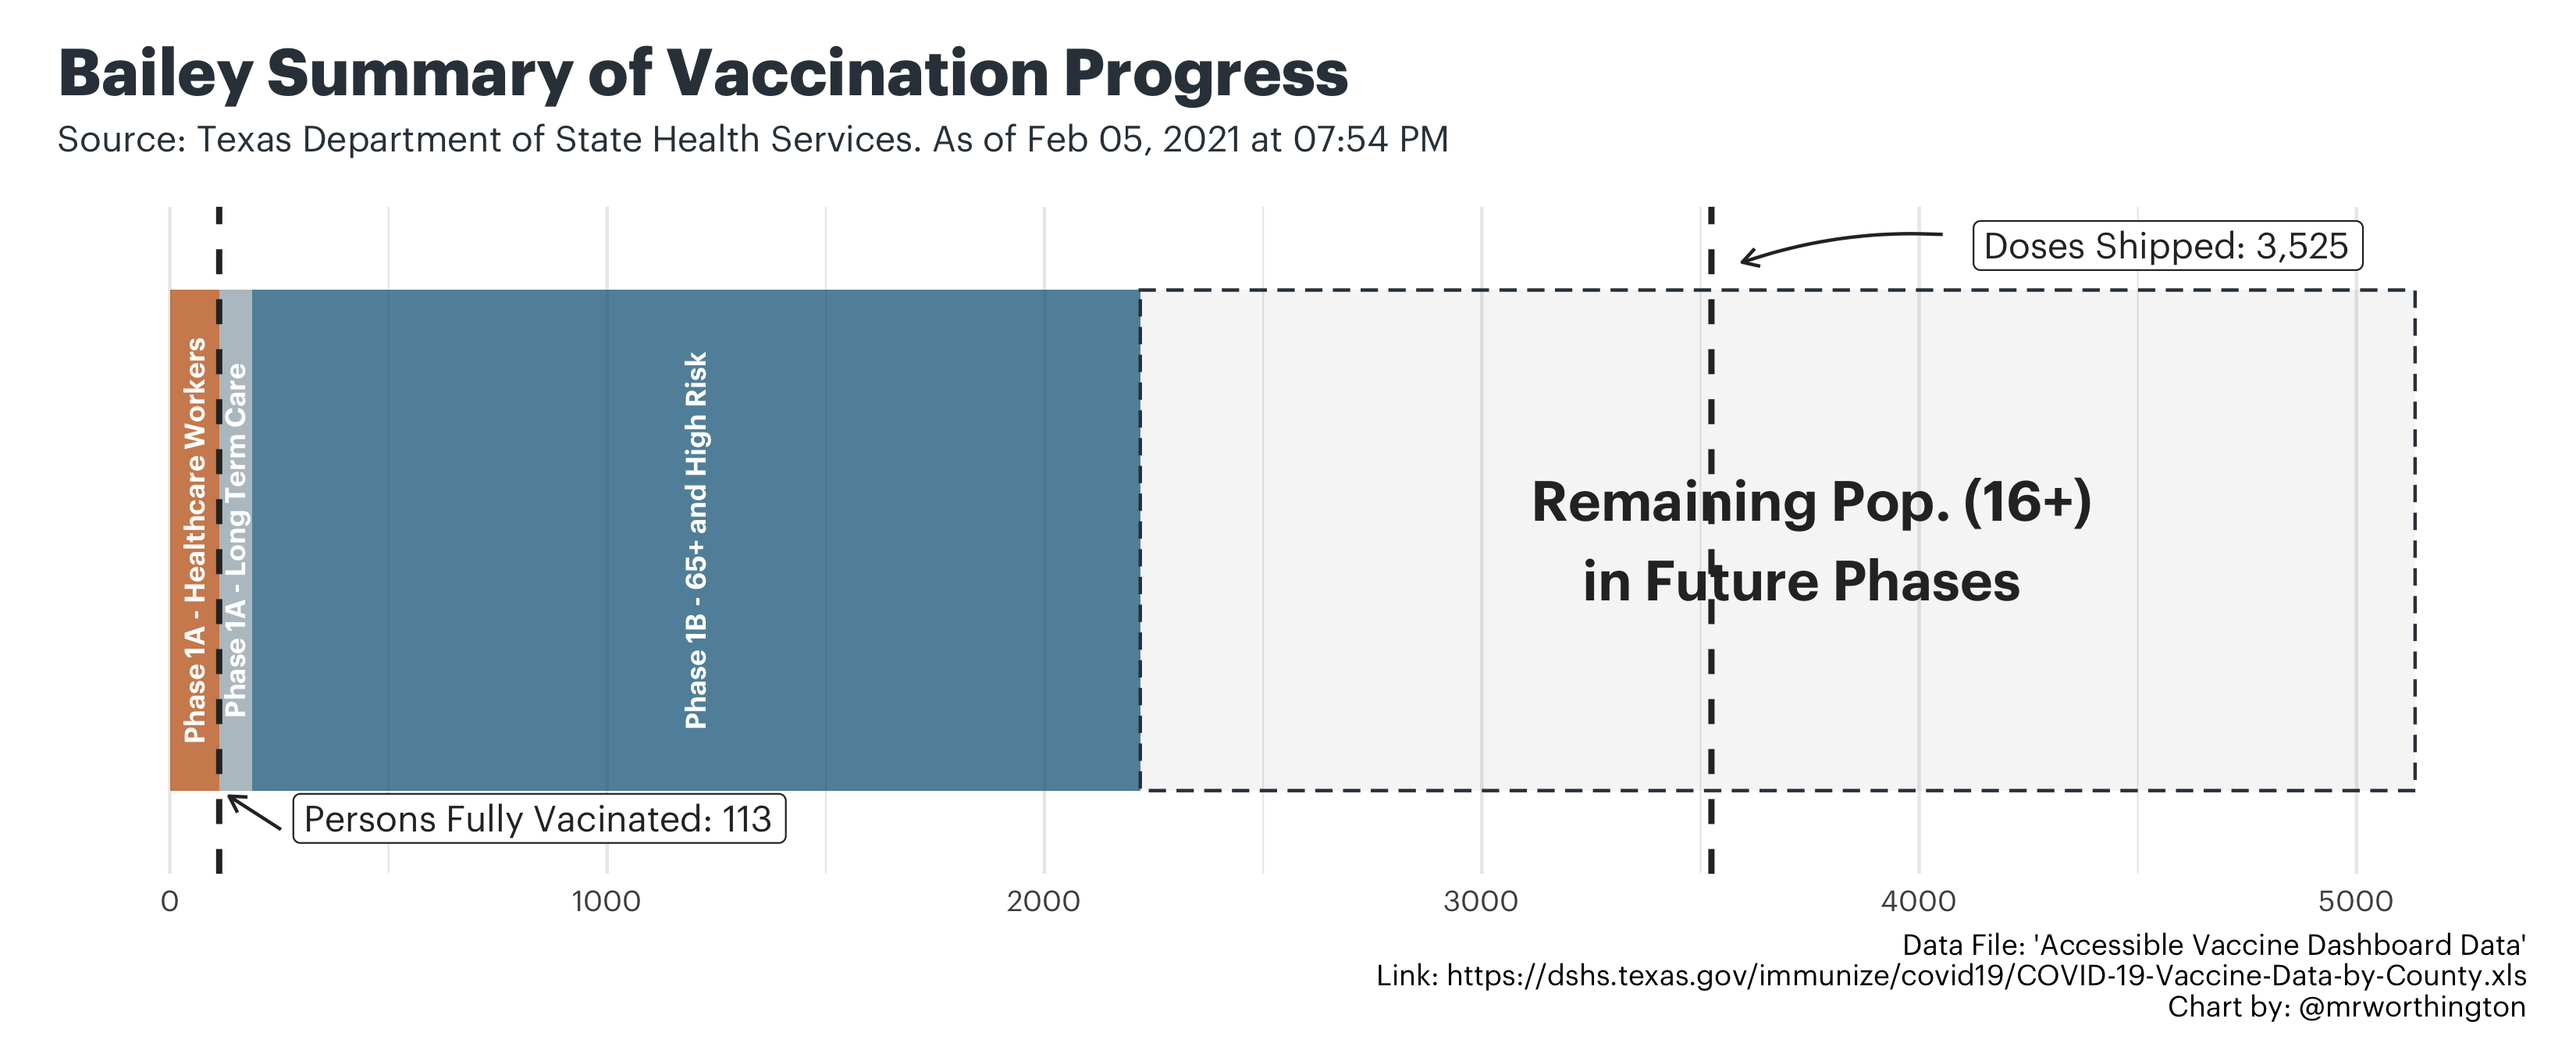 Bailey Summary of Vaccination Progress
Source: Texas Department of State Health Services. As of Feb 05, 2021 at 07:54 PM
Doses Shipped: 3,525
Phase 1A - Healthcare Workers
Phase 1A - Long Term Care
Phase 1B - 65+ and High Risk
Remaining Pop. (16+)
in Future Phases
Persons Fully Vacinated: 113
0 1000 2000 3000 4000 5000
Data File: 'Accessible Vaccine Dashboard Data'
Link: https://dshs.texas.gov/immunize/covid19/COVID-19-Vaccine-Data-by-County.xls
Chart by: @mrworthington